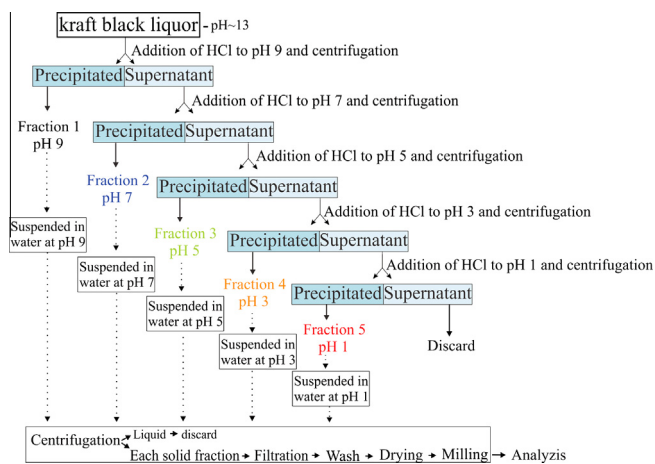 kraft black liquor - pH~13
Addition of HCl to pH 9 and centrifugation
Precipitated Supernatant
Addition of HCl to pH 7 and centrifugation
Fraction 1
pH 9
Precipitated Supernatant
Addition of HCl to pH 5 and centrifugation
Fraction 2
pH 7
Precipitated Supernatant
Addition of HCl to pH 3 and centrifugation
Suspended in
water at pH 9
Fraction 3
pH 5
Precipitated Supernatant
Addition of HCl to pH 1 and centrifugation
Suspended in
water at pH 7
Fraction 4
pH 3
Precipitated Supernatant
Suspended in
water at pH 5
Fraction 5
pH 1
Discard
Suspended in
water at pH 3
Suspended in
water at pH 1
Centrifugation
Liquid discard
Each solid fraction Filtration Wash Drying Milling Analyzis